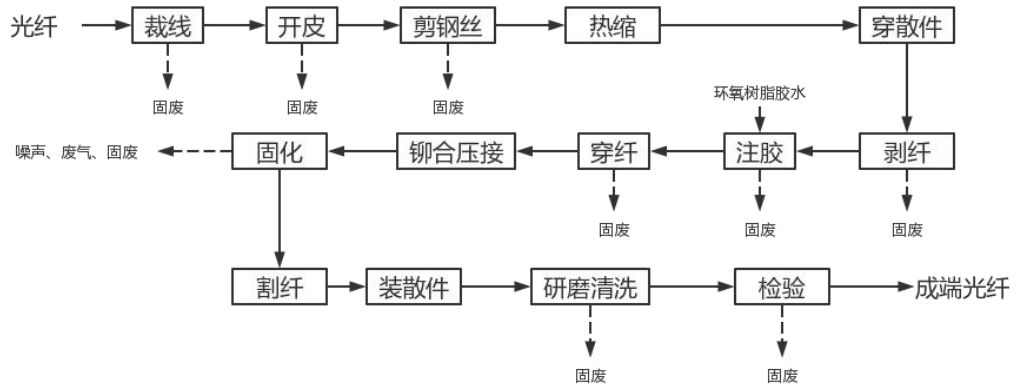 光纤
裁线
开皮
剪钢丝
热缩
穿散件
固废
固废
固废
环氧树脂胶水
噪声、废气、固废
固化
铆合压接
穿纤
注胶
剥纤
固废
固废
固废
割纤
装散件
研磨清洗
检验
成端光纤
固废
固废